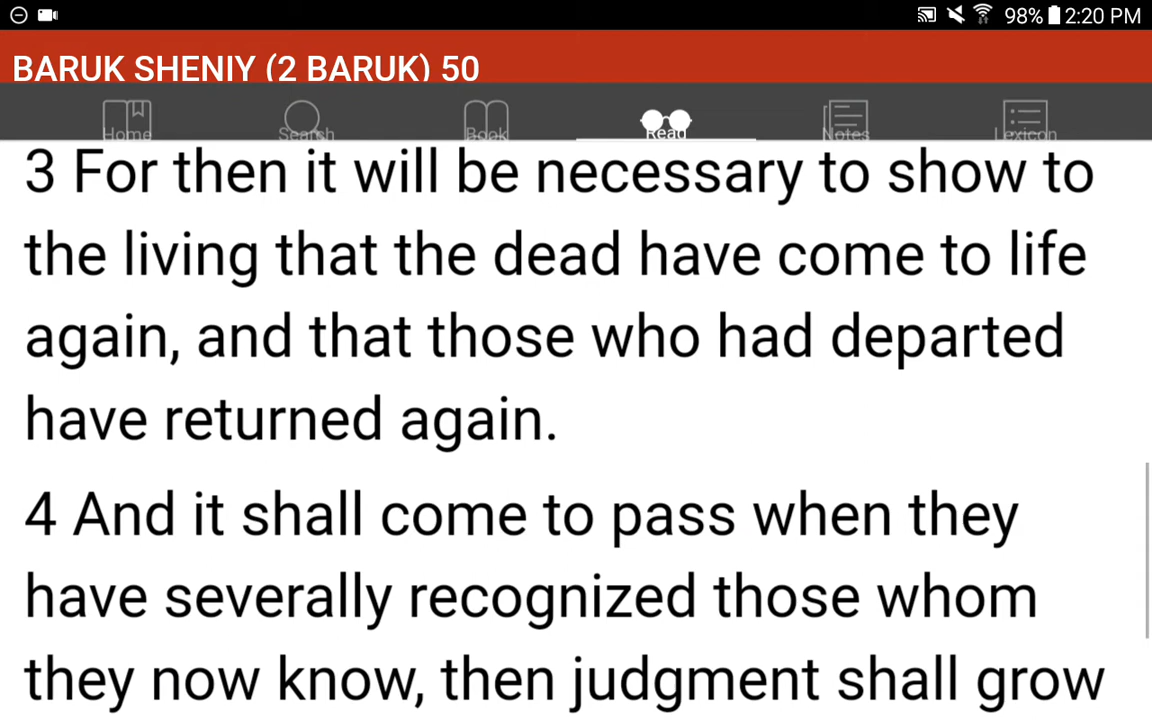 98% 2:20 PM
BARUK SHENIY (2 BARUK) 50
Home Search Book Read Notes Lexicon
3 For then it will be necessary to show to
the living that the dead have come to life
again, and that those who had departed
have returned again.
4 And it shall come to pass when they
have severally recognized those whom
they now know, then judgment shall grow